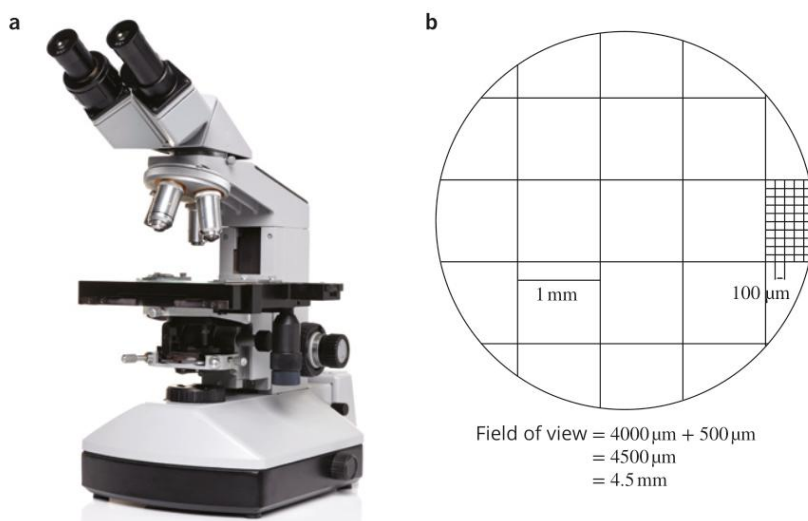 a
b
1 mm
100 µm
Field of view = 4000 µm + 500 µm
= 4500 µm
= 4.5 mm